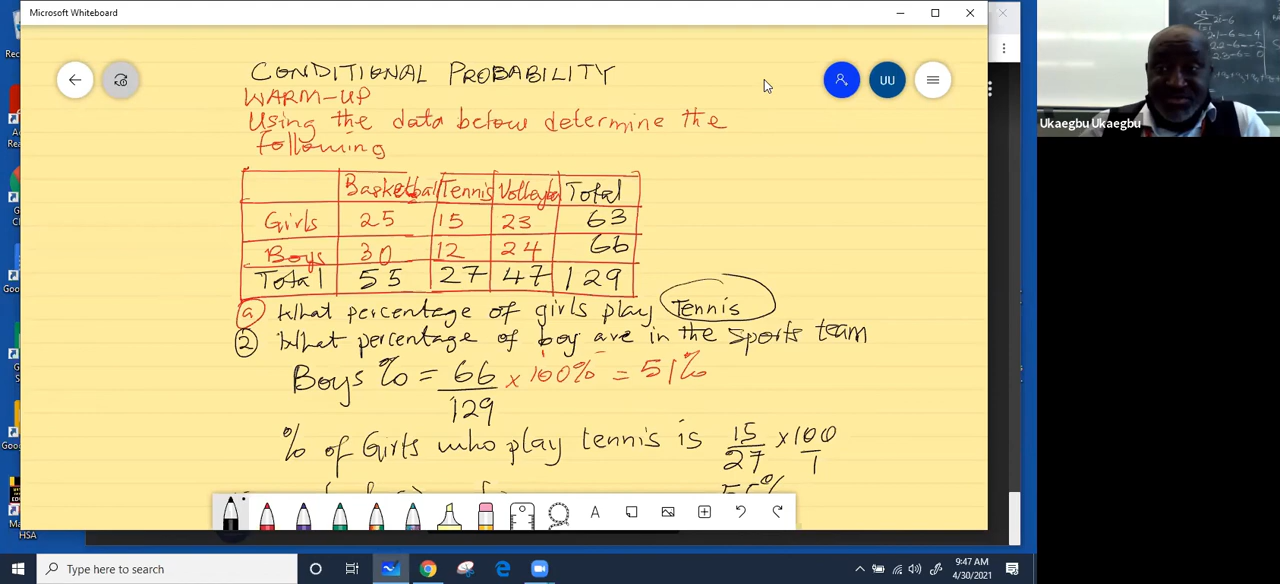 Microsoft Whiteboard
CONDITIONAL PROBABILITY
WARM-UP
Using the data below determine the
following
Basketball Tennis Volleyba Total
Girls 25 15 23 63
Boys 30 12 24 66
Total 55 27 47 129
a What percentage of girls play Tennis
2 What percentage of boy are in the sports team
Boys % = 66/129 x 100% = 51%
% of Girls who play tennis is 15/27 x 100/1
UU
A
Ukaegbu Ukaegbu
Type here to search
9:47 AM
4/30/2021
HSA